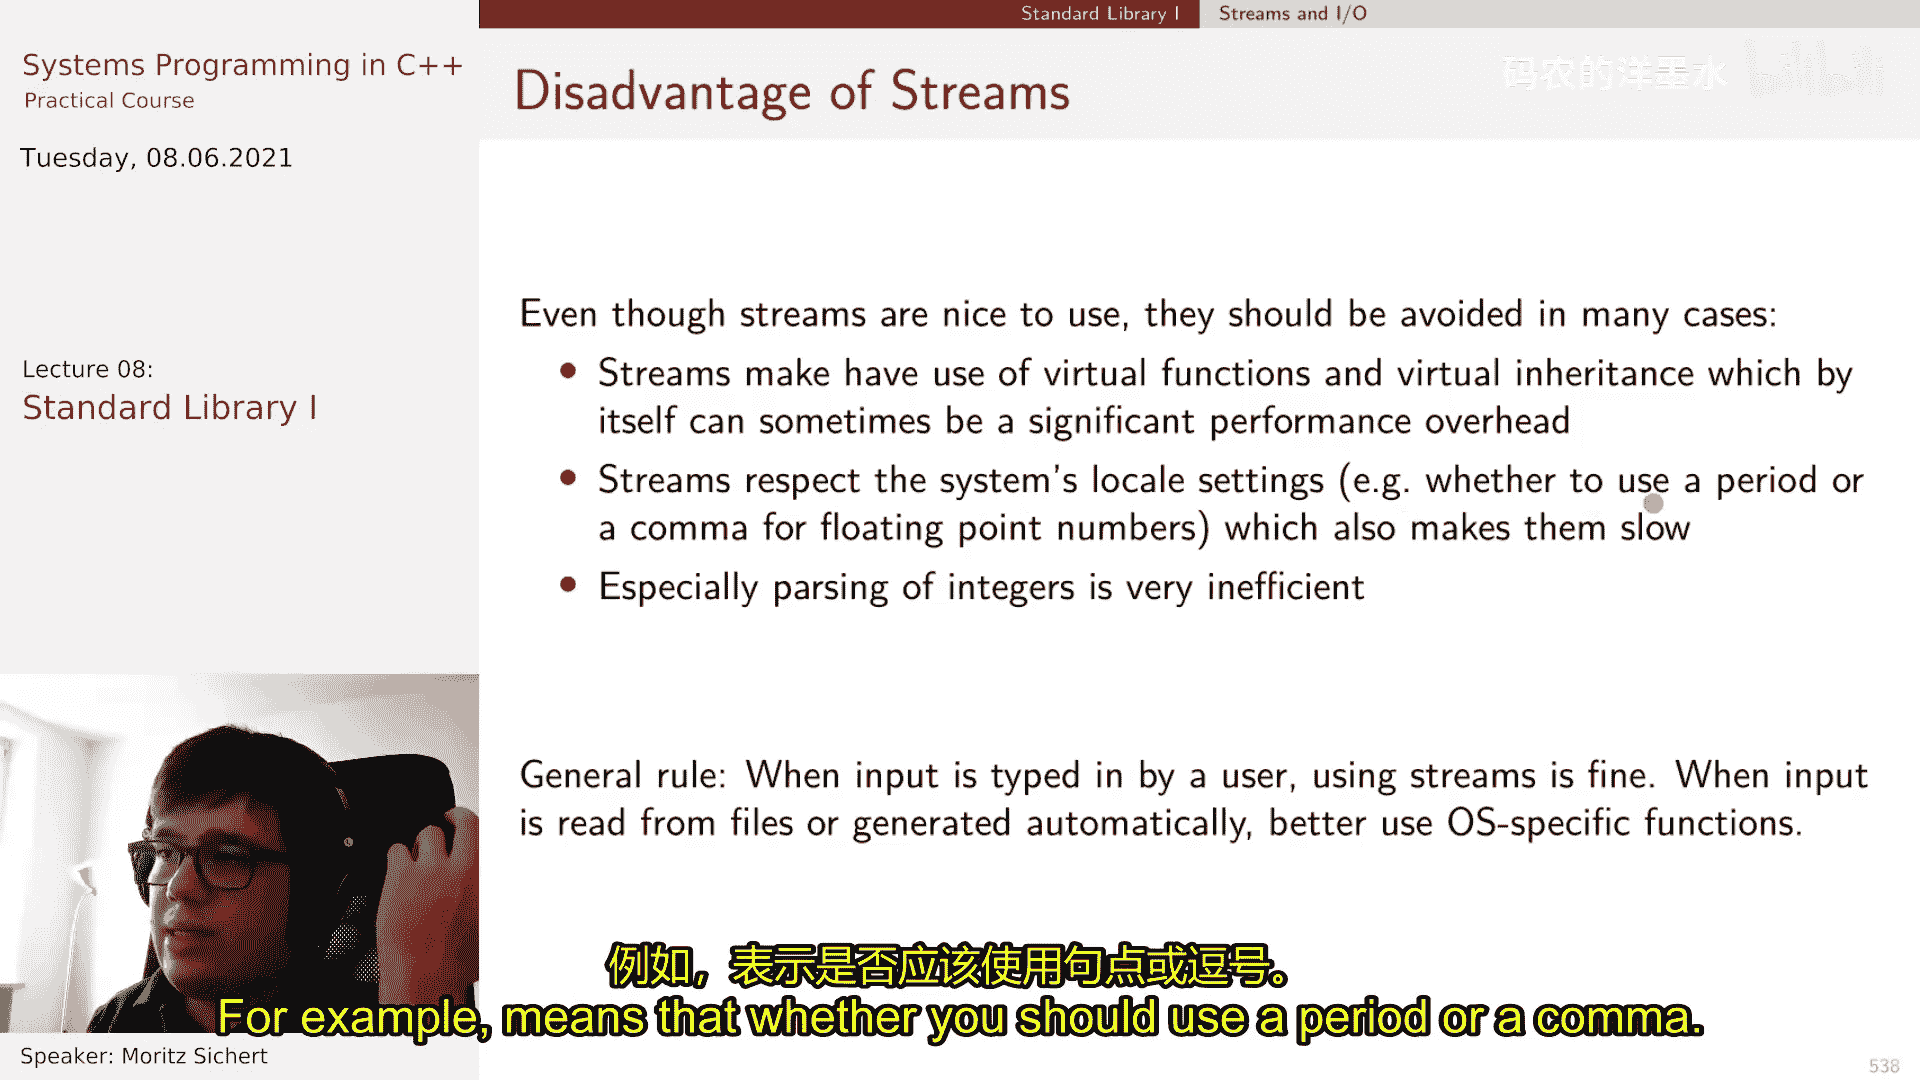 Standard Library I
Streams and I/O
Systems Programming in C++
Practical Course
Tuesday, 08.06.2021
Lecture 08:
Standard Library I
Disadvantage of Streams
码农的洋墨水
bilibili
Even though streams are nice to use, they should be avoided in many cases:
Streams make have use of virtual functions and virtual inheritance which by
itself can sometimes be a significant performance overhead
Streams respect the system's locale settings (e.g. whether to use a period or
a comma for floating point numbers) which also makes them slow
Especially parsing of integers is very inefficient
General rule: When input is typed in by a user, using streams is fine. When input
is read from files or generated automatically, better use OS-specific functions.
例如，表示是否应该使用句点或逗号。
For example, means that whether you should use a period or a comma.
Speaker: Moritz Sichert
538